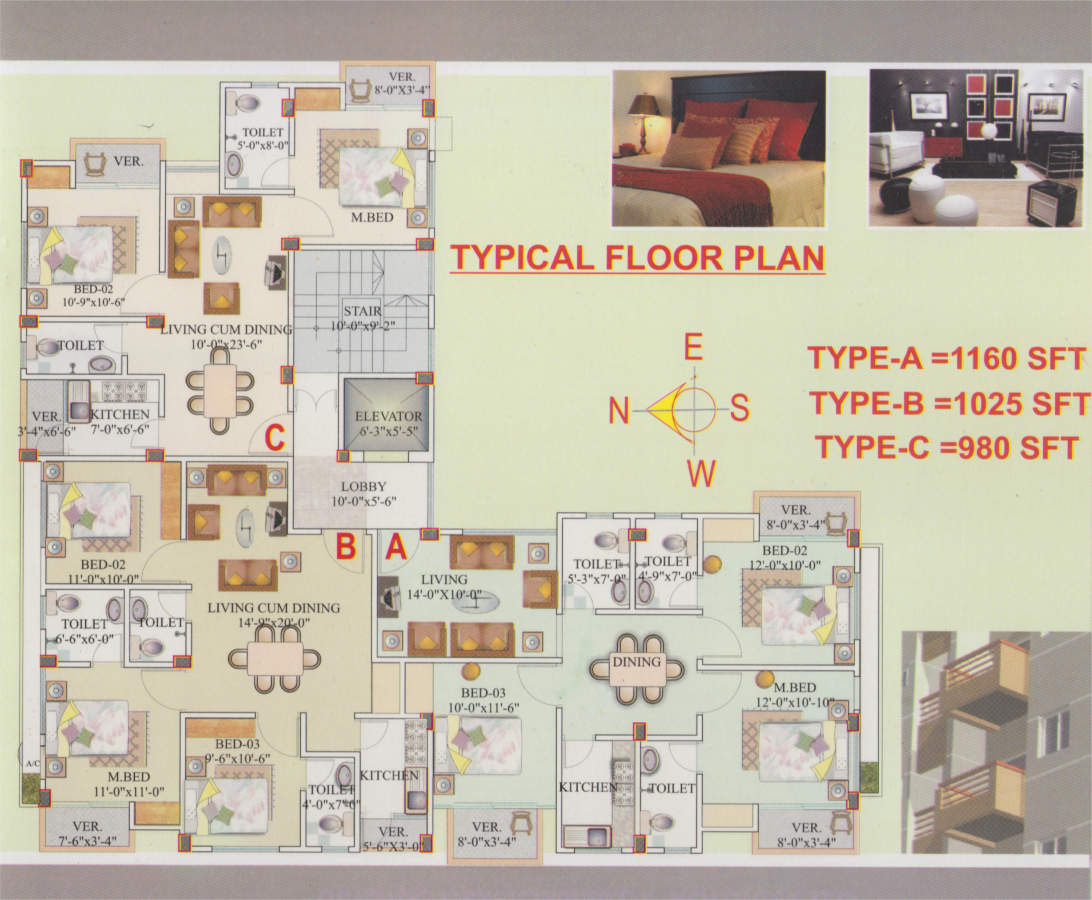 VER.
8'-0"X3'-4"
TOILET
5'-0"x8'-0"
VER.
M.BED
TYPICAL FLOOR PLAN
BED-02
10'-9"x10'-6"
STAIR
10'-0"x9'-2"
LIVING CUM DINING
10'-0"x23'-6"
TOILET
E
N
S
W
TYPE-A =1160 SFT
TYPE-B =1025 SFT
TYPE-C =980 SFT
VER.
3'-4"x6'-6"
KITCHEN
7'-0"x6'-6"
C
ELEVATOR
6'-3"x5'-5"
LOBBY
10'-0"x5'-6"
B
A
VER.
8'-0"x3'-4"
BED-02
11'-0"x10'-0"
LIVING
14'-0"X10'-0"
TOILET
5'-3"x7'-0"
TOILET
4'-9"x7'-0"
BED-02
12'-0"x10'-0"
LIVING CUM DINING
14'-9"x20'-0"
TOILET
6'-6"x6'-0"
TOILET
DINING
BED-03
10'-0"x11'-6"
M.BED
12'-0"x10'-10"
A/C
M.BED
11'-0"x11'-0"
BED-03
9'-6"x10'-6"
TOILET
4'-0"x7'-0"
KITCHEN
KITCHEN
TOILET
VER.
7'-6"x3'-4"
VER.
5'-6"X3'-0"
VER.
8'-0"x3'-4"
VER.
8'-0"x3'-4"